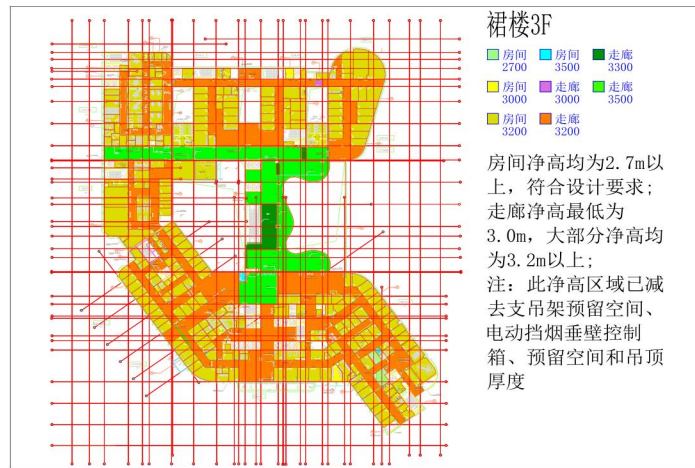 裙楼3F
房间 房间 走廊
2700 3500 3300
房间 走廊 走廊
3000 3000 3500
房间 走廊
3200 3200
房间净高均为2.7m以
上，符合设计要求；
走廊净高最低为
3.0m，大部分净高均
为3.2m以上；
注：此净高区域已减
去支吊架预留空间、
电动挡烟垂壁控制
箱、预留空间和吊顶
厚度